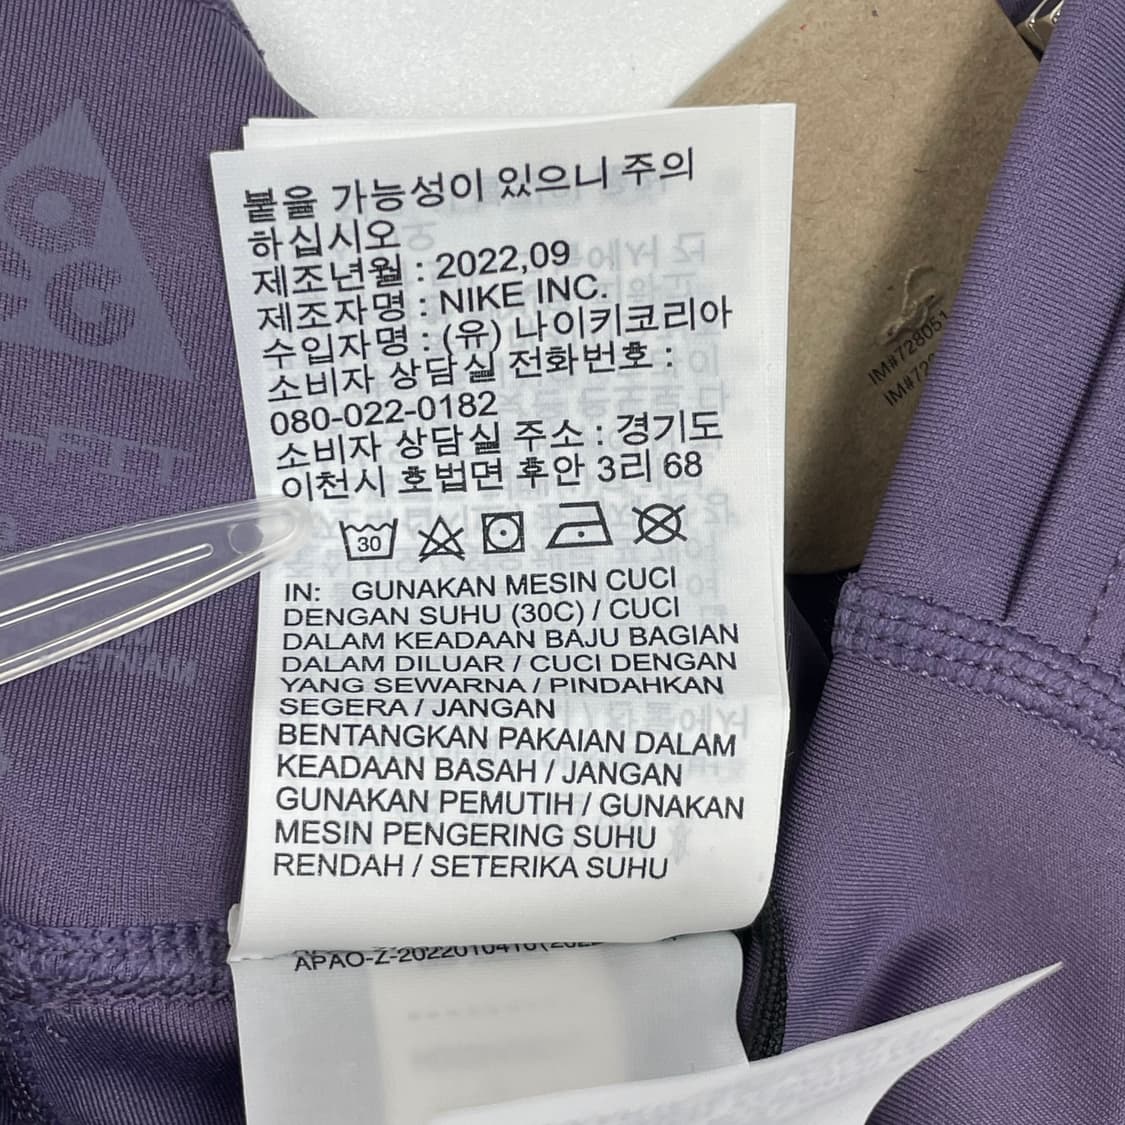 붙을 가능성이 있으니 주의
하십시오
제조년월 : 2022,09
제조자명 : NIKE INC.
수입자명 : (유) 나이키코리아
소비자 상담실 전화번호 :
080-022-0182
소비자 상담실 주소 : 경기도
이천시 호법면 후안 3리 68
30
IN: GUNAKAN MESIN CUCI
DENGAN SUHU (30C) / CUCI
DALAM KEADAAN BAJU BAGIAN
DALAM DILUAR / CUCI DENGAN
YANG SEWARNA / PINDAHKAN
SEGERA / JANGAN
BENTANGKAN PAKAIAN DALAM
KEADAAN BASAH / JANGAN
GUNAKAN PEMUTIH / GUNAKAN
MESIN PENGERING SUHU
RENDAH / SETERIKA SUHU
IM#728051